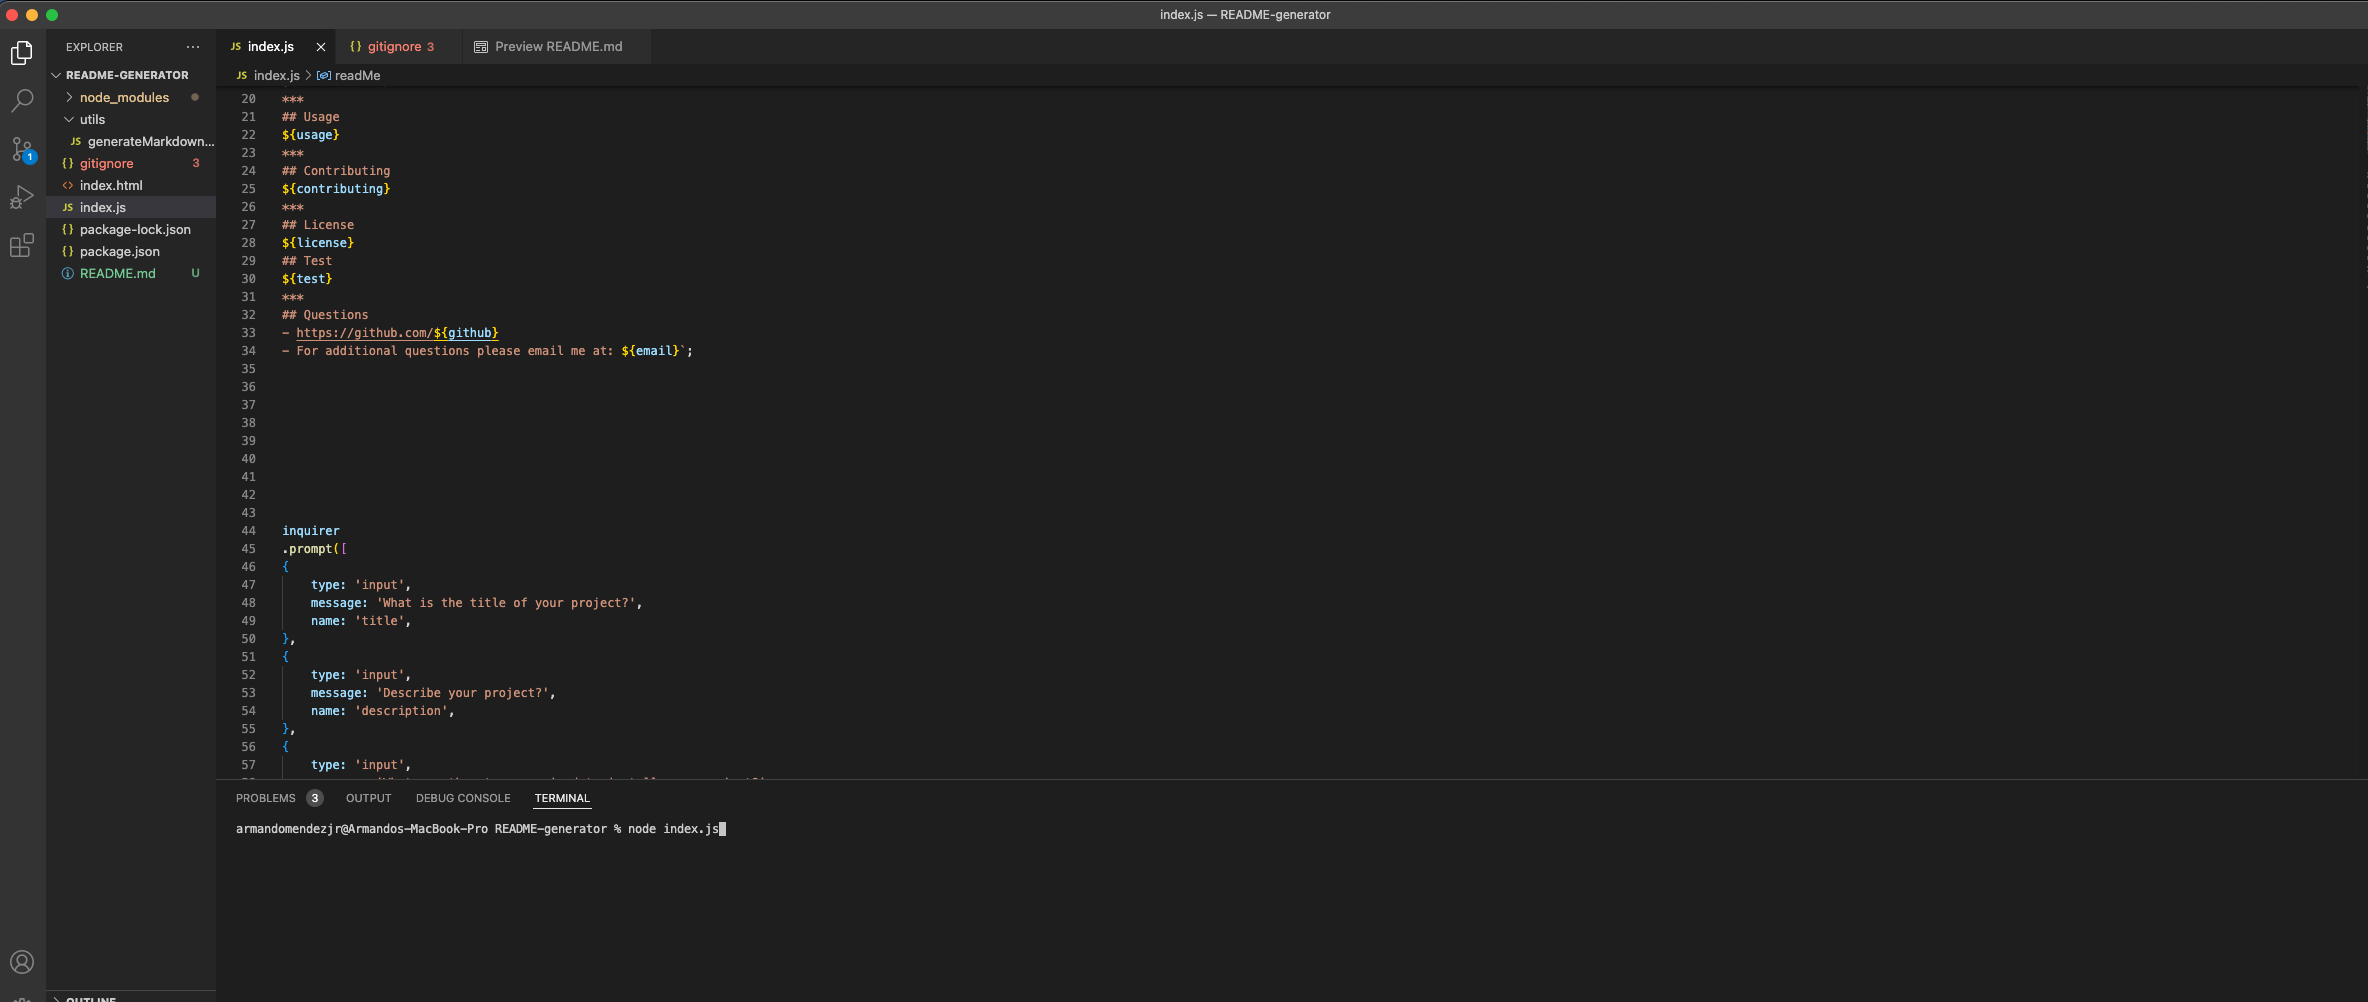 index.js — README-generator
EXPLORER ···
README-GENERATOR
node_modules
utils
JS generateMarkdown...
{} gitignore 3
<> index.html
JS index.js
{} package-lock.json
{} package.json
README.md U
OUTLINE
1
JS index.js ×
{} gitignore 3
Preview README.md
JS index.js > readMe
20 ***
21 ## Usage
22 ${usage}
23 ***
24 ## Contributing
25 ${contributing}
26 ***
27 ## License
28 ${license}
29 ## Test
30 ${test}
31 ***
32 ## Questions
33 - https://github.com/${github}
34 - For additional questions please email me at: ${email}`;
35
36
37
38
39
40
41
42
43
44 inquirer
45 .prompt([
46 {
47 type: 'input',
48 message: 'What is the title of your project?',
49 name: 'title',
50 },
51 {
52 type: 'input',
53 message: 'Describe your project?',
54 name: 'description',
55 },
56 {
57 type: 'input',
PROBLEMS 3 OUTPUT DEBUG CONSOLE TERMINAL
armandomendezjr@Armandos-MacBook-Pro README-generator % node index.js